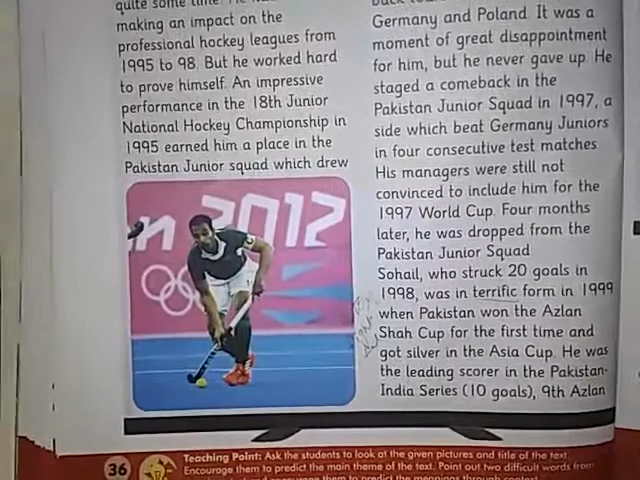 quite some time. He
making an impact on the
professional hockey leagues from
1995 to 98. But he worked hard
to prove himself. An impressive
performance in the 18th Junior
National Hockey Championship in
1995 earned him a place in the
Pakistan Junior squad which drew
n 2012
Germany and Poland. It was a
moment of great disappointment
for him, but he never gave up. He
staged a comeback in the
Pakistan Junior Squad in 1997, a
side which beat Germany Juniors
in four consecutive test matches
His managers were still not
convinced to include him for the
1997 World Cup. Four months
later, he was dropped from the
Pakistan Junior Squad
Sohail, who struck 20 goals in
1998, was in terrific form in 1999
when Pakistan won the Azlan
Shah Cup for the first time and
got silver in the Asia Cup. He was
the leading scorer in the Pakistan-
India Series (10 goals), 9th Azlan
36
Teaching Point: Ask the students to look at the given pictures and title of the text.
Encourage them to predict the main theme of the text. Point out two difficult words from